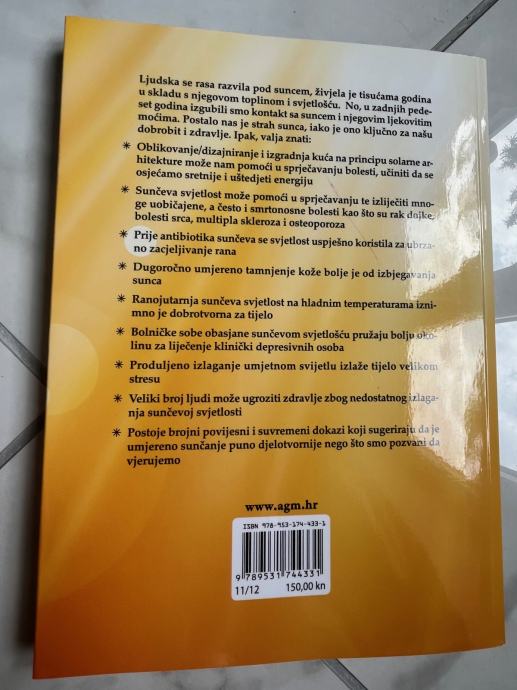 Ljudska se rasa razvila pod suncem, živjela je tisućama godina
u skladu s njegovom toplinom i svjetlošću. No, u zadnjih pede-
set godina izgubili smo kontakt sa suncem i njegovim ljekovitim
moćima. Postalo nas je strah sunca, iako je ono ključno za našu
dobrobit i zdravlje. Ipak, valja znati:
✳ Oblikovanje/dizajniranje i izgradnja kuća na principu solarne ar-
hitekture može nam pomoći u sprječavanju bolesti, učiniti da se
osjećamo sretnije i uštedjeti energiju
✳ Sunčeva svjetlost može pomoći u sprječavanju te izliječiti mno-
ge uobičajene, a često i smrtonosne bolesti kao što su rak dojke,
bolesti srca, multipla skleroza i osteoporoza
✳ Prije antibiotika sunčeva se svjetlost uspješno koristila za ubrza-
no zacjeljivanje rana
✳ Dugoročno umjereno tamnjenje kože bolje je od izbjegavanja
sunca
✳ Ranojutarnja sunčeva svjetlost na hladnim temperaturama izni-
mno je dobrotvorna za tijelo
✳ Bolničke sobe obasjane sunčevom svjetlošću pružaju bolju oko-
linu za liječenje klinički depresivnih osoba
✳ Produljeno izlaganje umjetnom svijetlu izlaže tijelo velikom
stresu
✳ Veliki broj ljudi može ugroziti zdravlje zbog nedostatnog izlaga-
nja sunčevoj svjetlosti
✳ Postoje brojni povijesni i suvremeni dokazi koji sugeriraju da je
umjereno sunčanje puno djelotvornije nego što smo pozvani da
vjerujemo
www.agm.hr
ISBN 978-953-174-433-1
9 789531 744331
11/12 150,00 kn